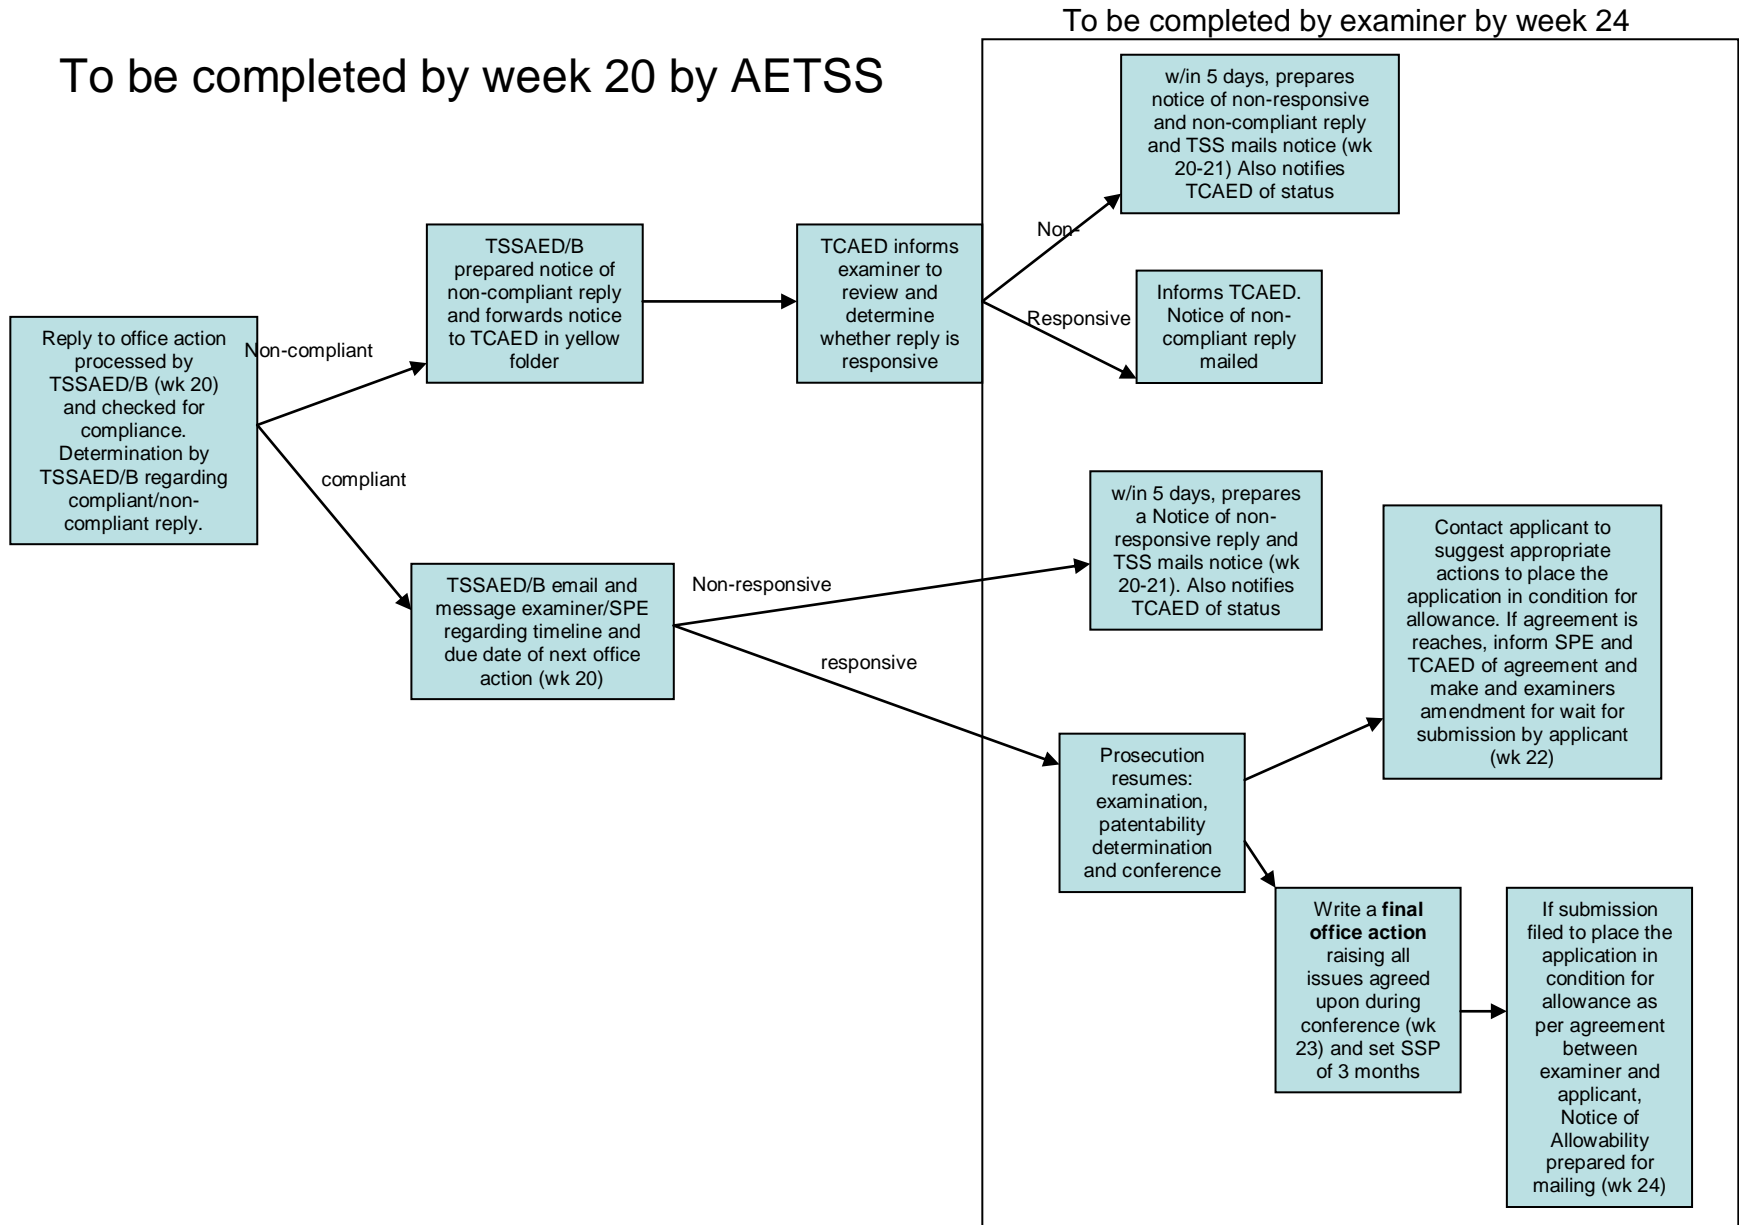 To be completed by examiner by week 24
To be completed by week 20 by AETSS
w/in 5 days, prepares
notice of non-responsive
and non-compliant reply
and TSS mails notice (wk
20-21) Also notifies
TCAED of status
Non-
TSSAED/B
prepared notice of
non-compliant reply
and forwards notice
to TCAED in yellow
folder
TCAED informs
examiner to
review and
determine
whether reply is
responsive
Informs TCAED.
Notice of non-
compliant reply
mailed
Responsive
Reply to office action
processed by
TSSAED/B (wk 20)
and checked for
compliance.
Determination by
TSSAED/B regarding
compliant/non-
compliant reply.
Non-compliant
compliant
TSSAED/B email and
message examiner/SPE
regarding timeline and
due date of next office
action (wk 20)
Non-responsive
responsive
w/in 5 days, prepares
a Notice of non-
responsive reply and
TSS mails notice (wk
20-21). Also notifies
TCAED of status
Contact applicant to
suggest appropriate
actions to place the
application in condition for
allowance. If agreement is
reaches, inform SPE and
TCAED of agreement and
make and examiners
amendment for wait for
submission by applicant
(wk 22)
Prosecution
resumes:
examination,
patentability
determination
and conference
Write a final
office action
raising all
issues agreed
upon during
conference (wk
23) and set SSP
of 3 months
If submission
filed to place the
application in
condition for
allowance as
per agreement
between
examiner and
applicant,
Notice of
Allowability
prepared for
mailing (wk 24)